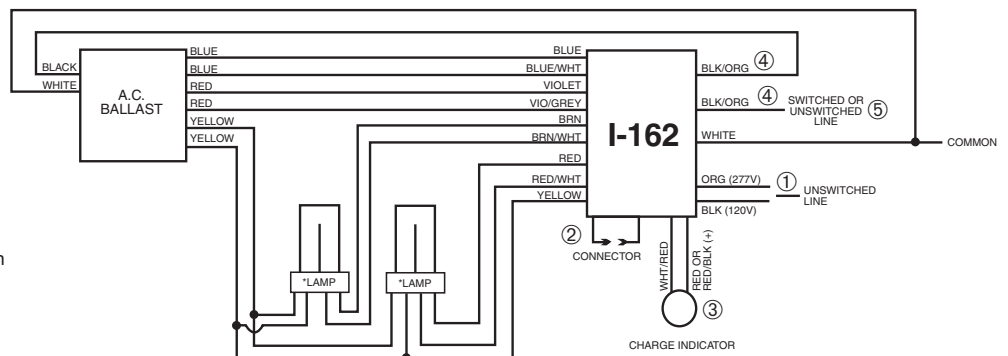 BLACK
WHITE
A.C.
BALLAST
BLUE
BLUE
RED
RED
YELLOW
YELLOW
BLUE
BLUE/WHT
VIOLET
VIO/GREY
BRN
BRN/WHT
RED
RED/WHT
YELLOW
I-162
BLK/ORG ④
BLK/ORG ④
SWITCHED OR
UNSWITCHED ⑤
LINE
WHITE
COMMON
ORG (277V)
①
UNSWITCHED
LINE
BLK (120V)
②
CONNECTOR
WHT/RED
RED OR
RED/BLK (+)
③
CHARGE INDICATOR
*LAMP
*LAMP
n